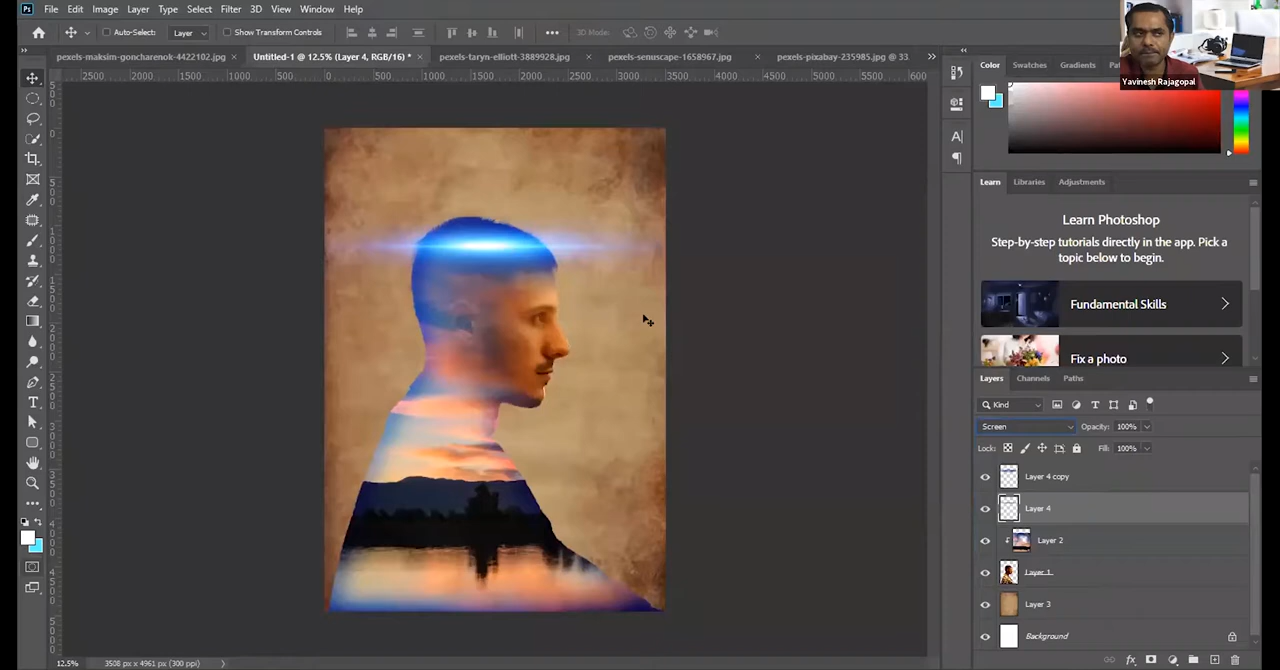 Ps File Edit Image Layer Type Select Filter 3D View Window Help
Auto-Select: Layer Show Transform Controls 3D Mode:
pexels-maksim-goncharenok-4422102.jpg × Untitled-1 @ 12.5% (Layer 4, RGB/16) * × pexels-taryn-elliott-3889928.jpg × pexels-senuscape-1658967.jpg × pexels-pixabay-235985.jpg @ 33.
2500 2000 1500 1000 500 0 500 1000 1500 2000 2500 3000 3500 4000 4500 5000 5500 600
Yavinesh Rajagopal
Color Swatches Gradients
Learn Libraries Adjustments
Learn Photoshop
Step-by-step tutorials directly in the app. Pick a
topic below to begin.
Fundamental Skills
Fix a photo
Layers Channels Paths
Kind
Screen Opacity: 100%
Lock: Fill: 100%
Layer 4 copy
Layer 4
Layer 2
Layer 1
Layer 3
Background
12.5% 3508 px x 4961 px (300 ppi)